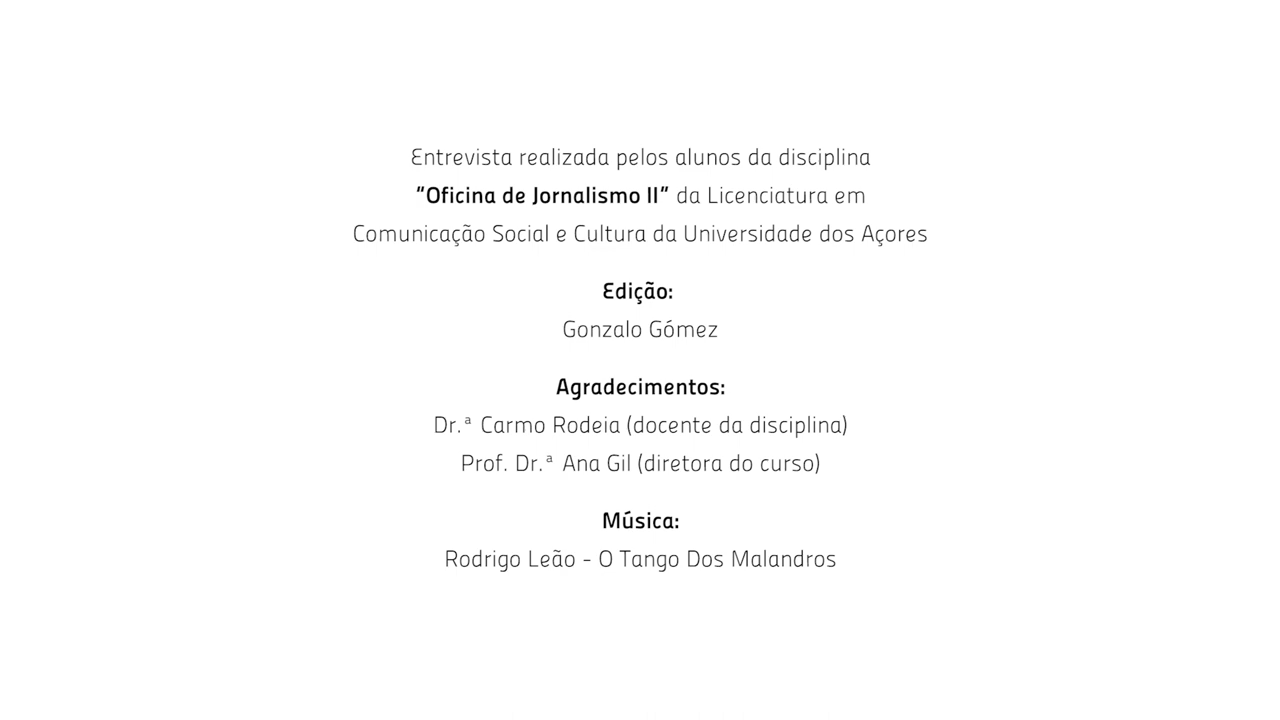 Entrevista realizada pelos alunos da disciplina
"Oficina de Jornalismo II" da Licenciatura em
Comunicação Social e Cultura da Universidade dos Açores
Edição:
Gonzalo Gómez
Agradecimentos:
Dr.ª Carmo Rodeia (docente da disciplina)
Prof. Dr.ª Ana Gil (diretora do curso)
Música:
Rodrigo Leão - O Tango Dos Malandros